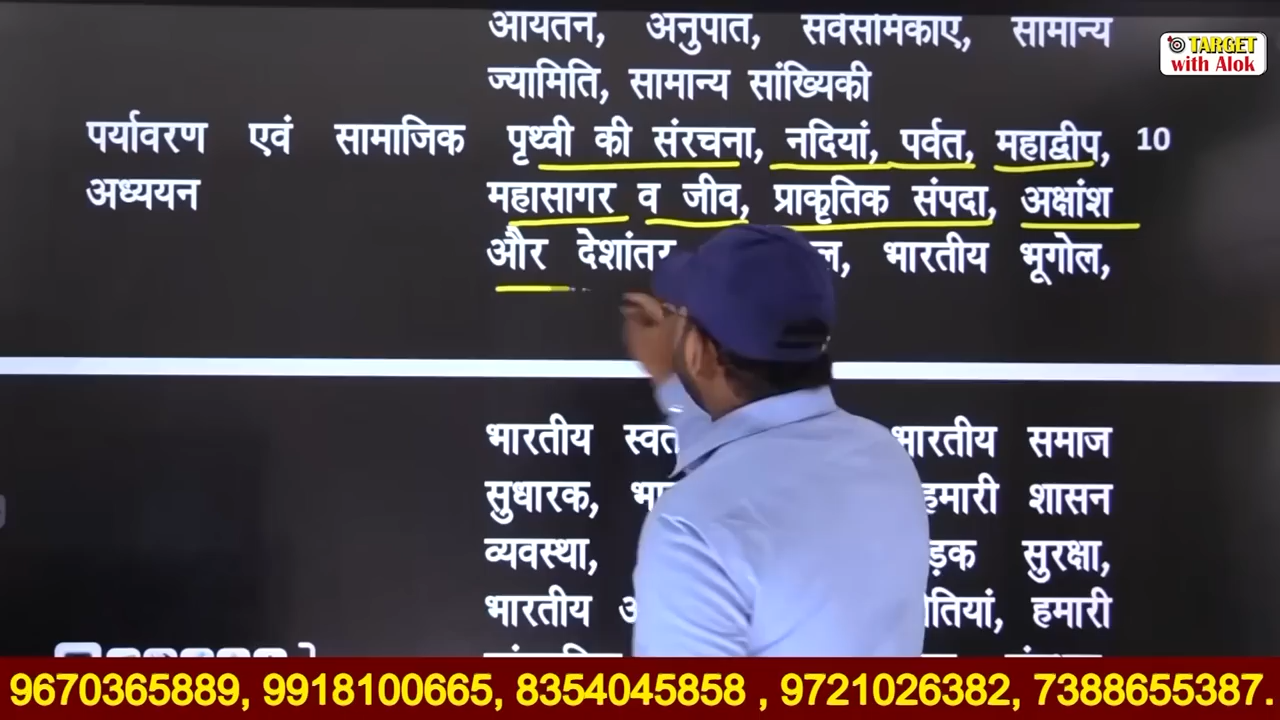 आयतन, अनुपात, सर्वसमिकाएं, सामान्य
TARGET
with Alok
ज्यामिति, सामान्य सांख्यिकी
पर्यावरण एवं सामाजिक पृथ्वी की संरचना, नदियां, पर्वत, महाद्वीप, 10
अध्ययन महासागर व जीव, प्राकृतिक संपदा, अक्षांश
और देशांतर भारतीय भूगोल,
भारतीय भारतीय समाज
सुधारक, हमारी शासन
व्यवस्था, सुरक्षा,
भारतीय हमारी
9670365889, 9918100665, 8354045858 , 9721026382, 7388655387.